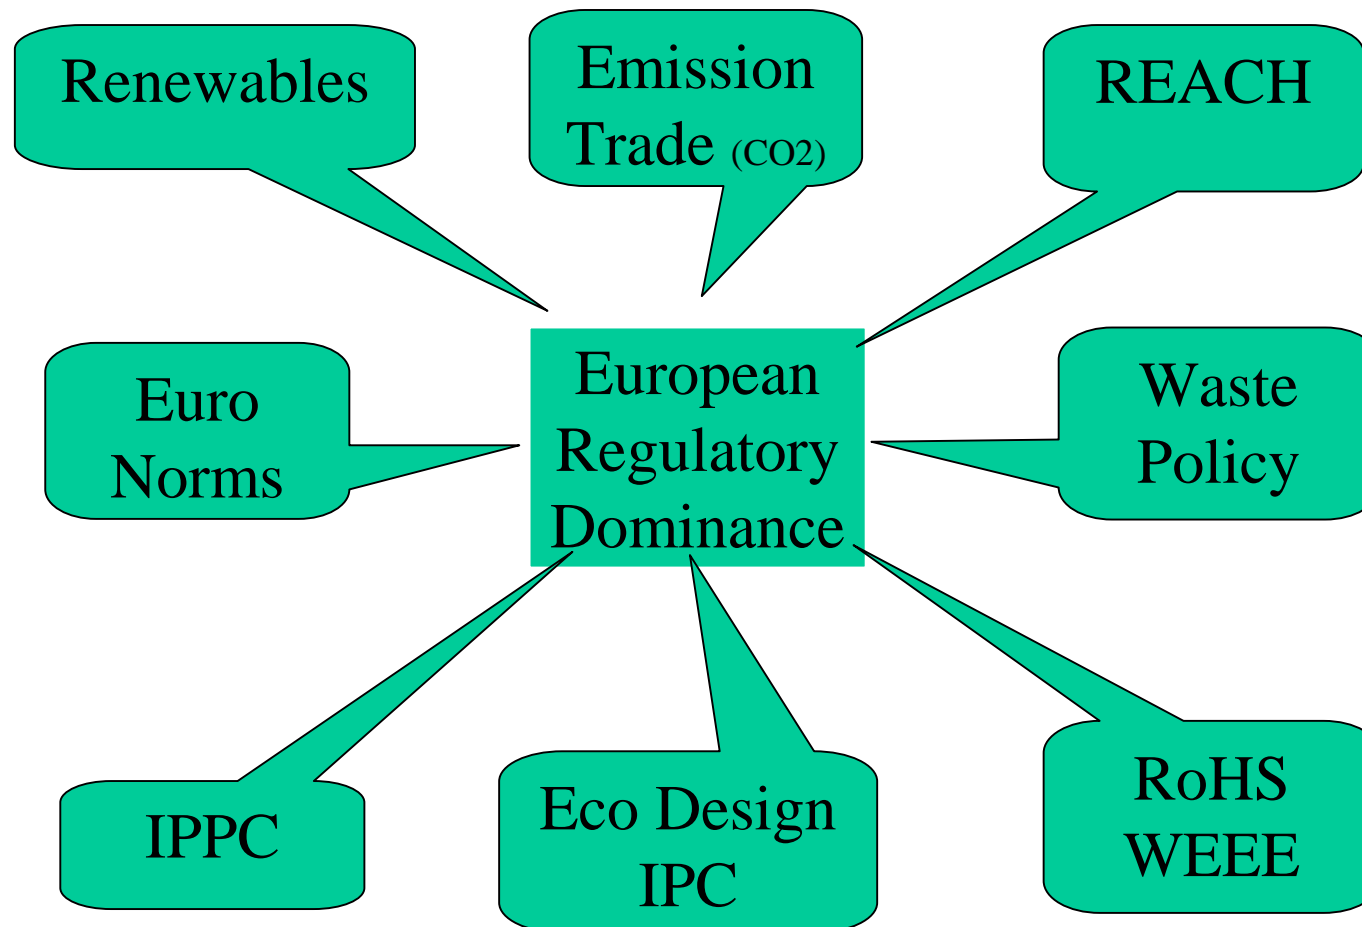 Renewables
Emission
Trade (CO2)
REACH
Euro
Norms
European
Regulatory
Dominance
Waste
Policy
IPPC
Eco Design
IPC
RoHS
WEEE